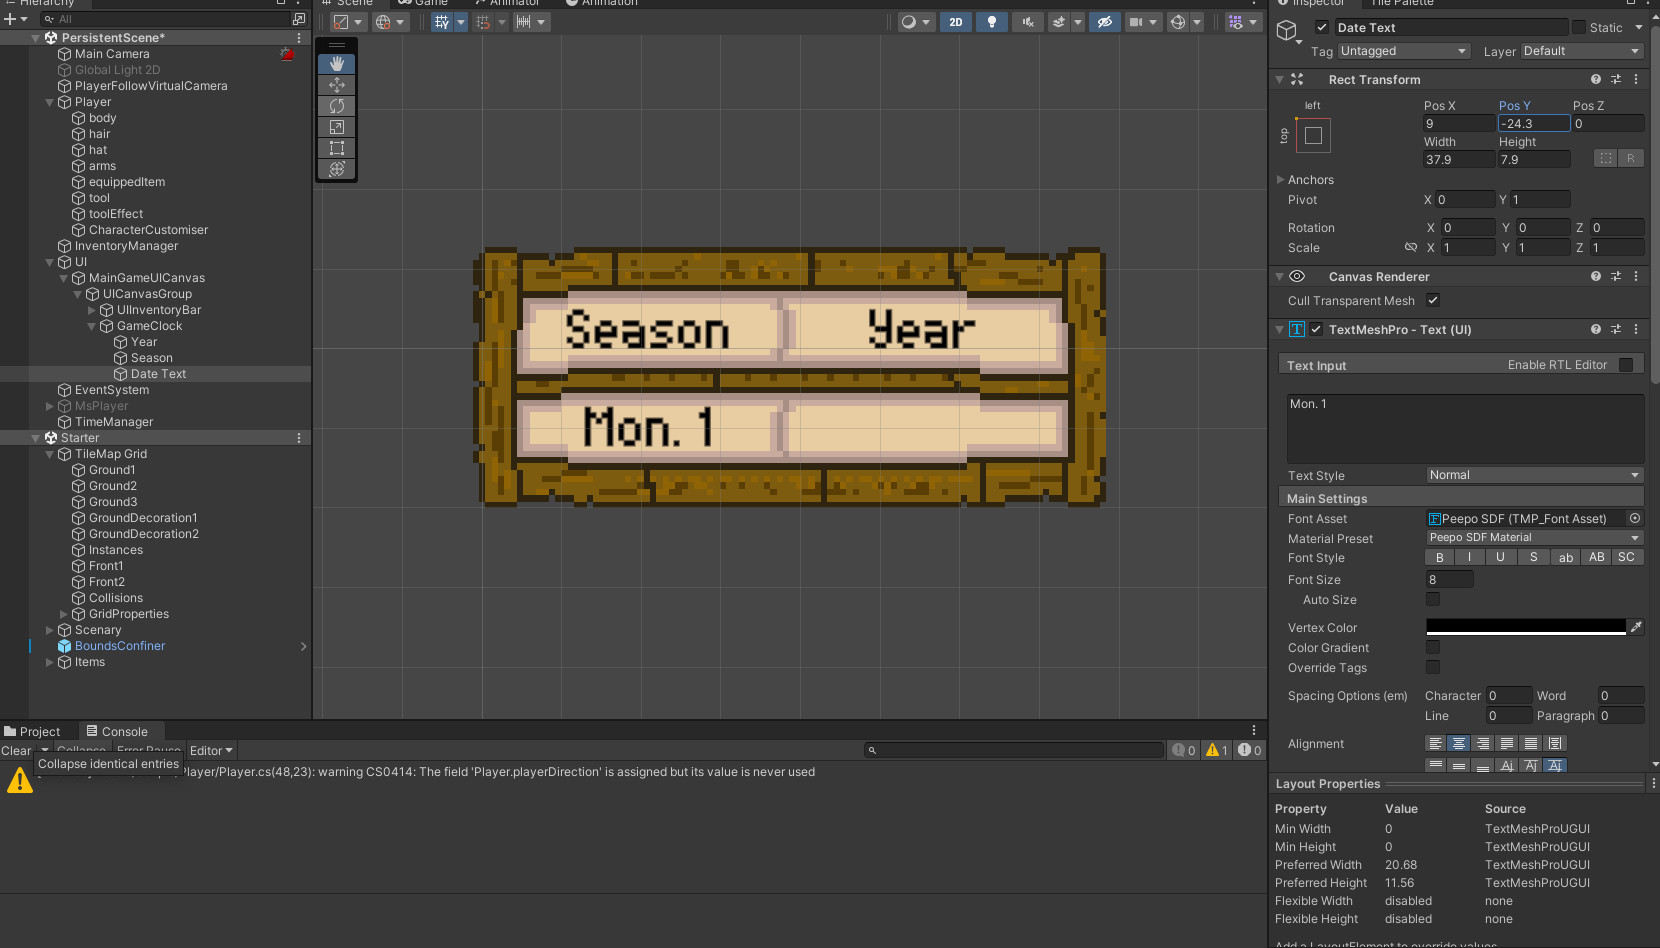 Hierarchy
All
PersistentScene*
Main Camera
Global Light 2D
PlayerFollowVirtualCamera
Player
body
hair
hat
arms
equippedItem
tool
toolEffect
CharacterCustomiser
InventoryManager
UI
MainGameUICanvas
UICanvasGroup
UIInventoryBar
GameClock
Year
Season
Date Text
EventSystem
MsPlayer
TimeManager
Starter
TileMap Grid
Ground1
Ground2
Ground3
GroundDecoration1
GroundDecoration2
Instances
Front1
Front2
Collisions
GridProperties
Scenary
BoundsConfiner
Items
Scene Game Animator Animation
2D
Season Year
Mon. 1
Project Console
Clear Collapse Error Pause Editor
0 1 0
Collapse identical entries
Player/Player.cs(48,23): warning CS0414: The field 'Player.playerDirection' is assigned but its value is never used
Inspector Tile Palette
Date Text Static
Tag Untagged Layer Default
Rect Transform
left
top
Pos X Pos Y Pos Z
9 -24.3 0
Width Height
37.9 7.9 R
Anchors
Pivot X 0 Y 1
Rotation X 0 Y 0 Z 0
Scale X 1 Y 1 Z 1
Canvas Renderer
Cull Transparent Mesh
TextMeshPro - Text (UI)
Text Input Enable RTL Editor
Mon. 1
Text Style Normal
Main Settings
Font Asset Peepo SDF (TMP_Font Asset)
Material Preset Peepo SDF Material
Font Style B I U S ab AB SC
Font Size 8
Auto Size
Vertex Color
Color Gradient
Override Tags
Spacing Options (em) Character 0 Word 0
Line 0 Paragraph 0
Alignment
Layout Properties
Property Value Source
Min Width 0 TextMeshProUGUI
Min Height 0 TextMeshProUGUI
Preferred Width 20.68 TextMeshProUGUI
Preferred Height 11.56 TextMeshProUGUI
Flexible Width disabled none
Flexible Height disabled none
Add a LayoutElement to override values